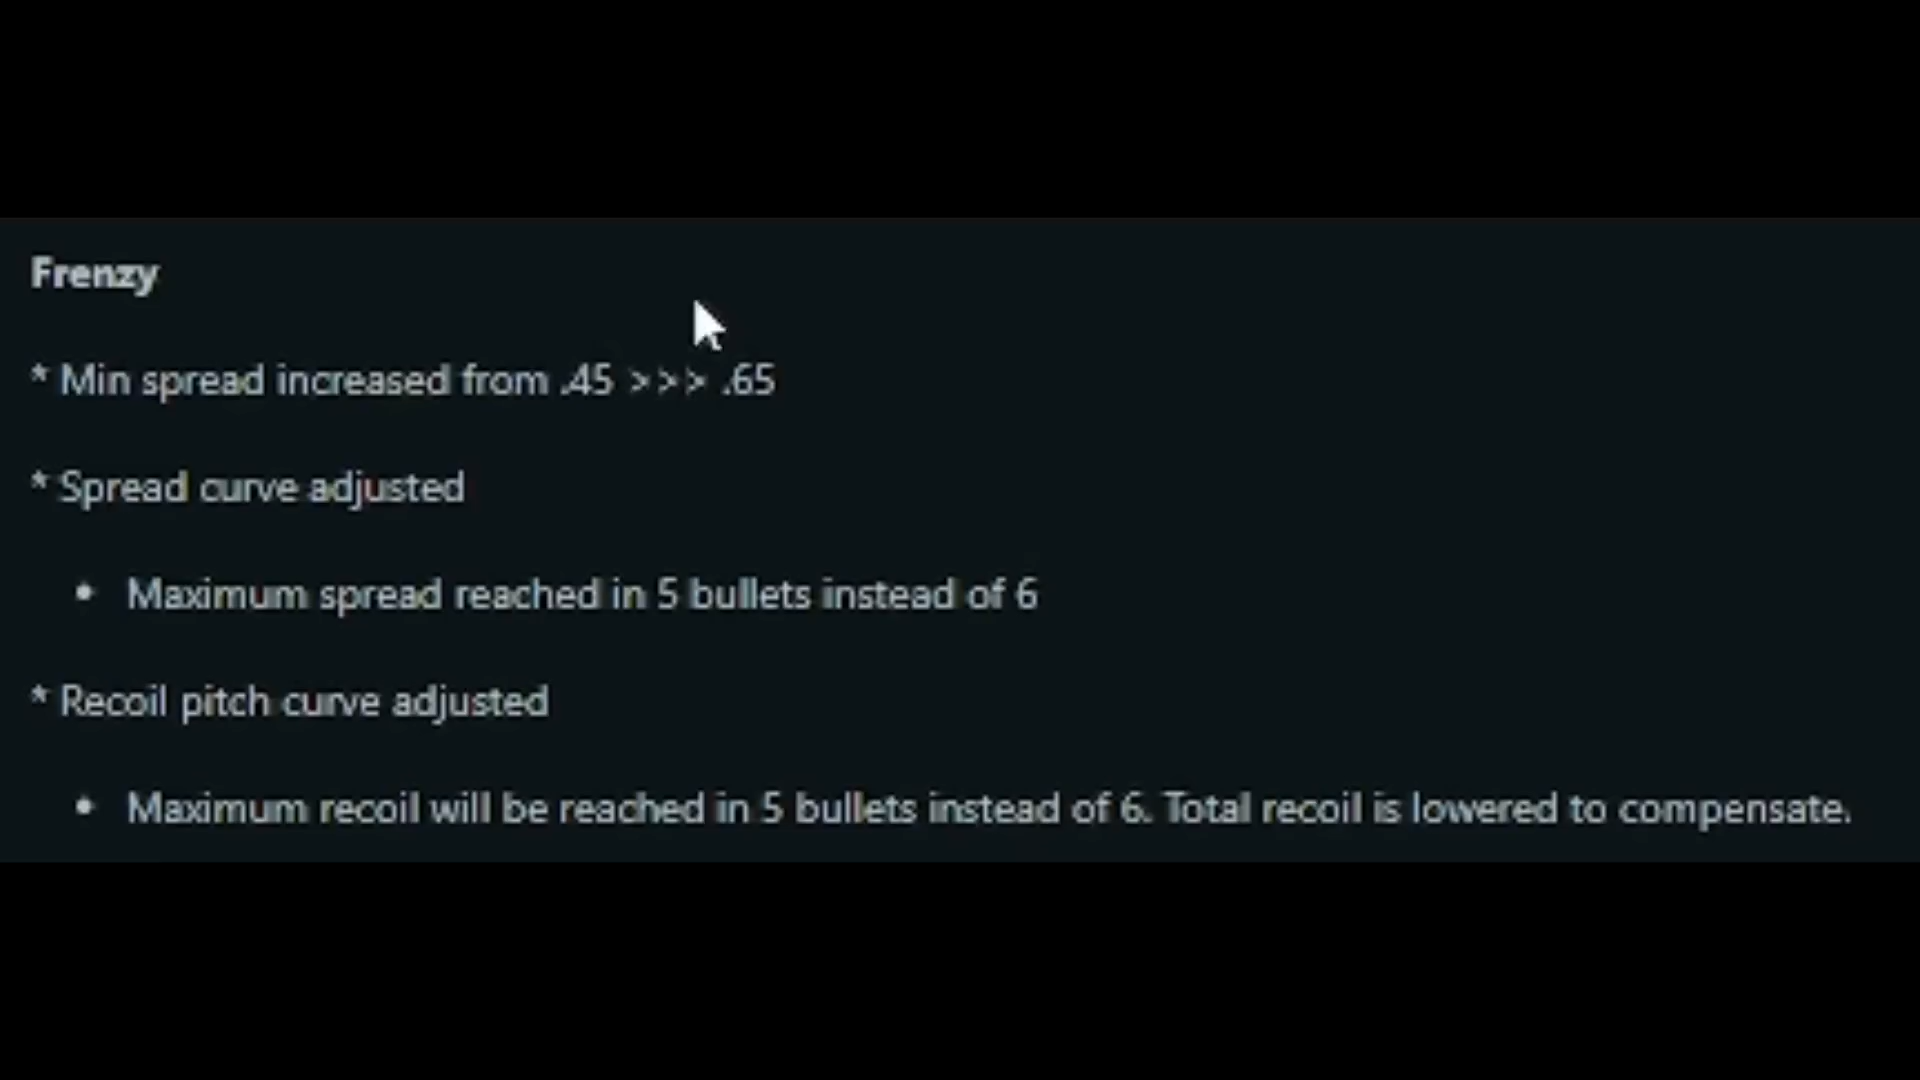 Frenzy
* Min spread increased from .45 >>> .65
* Spread curve adjusted
• Maximum spread reached in 5 bullets instead of 6
* Recoil pitch curve adjusted
• Maximum recoil will be reached in 5 bullets instead of 6. Total recoil is lowered to compensate.